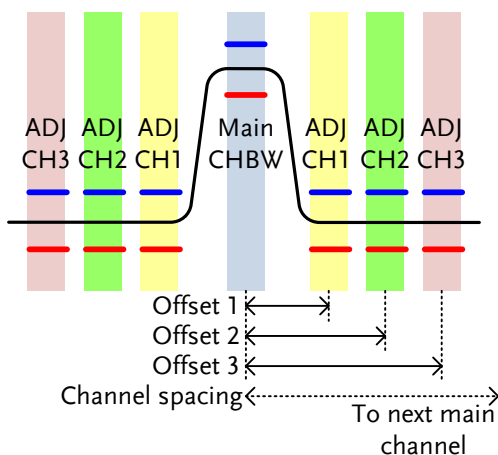 ADJ ADJ ADJ Main ADJ ADJ ADJ
CH3 CH2 CH1 CHBW CH1 CH2 CH3
Offset 1
Offset 2
Offset 3
Channel spacing
To next main
channel